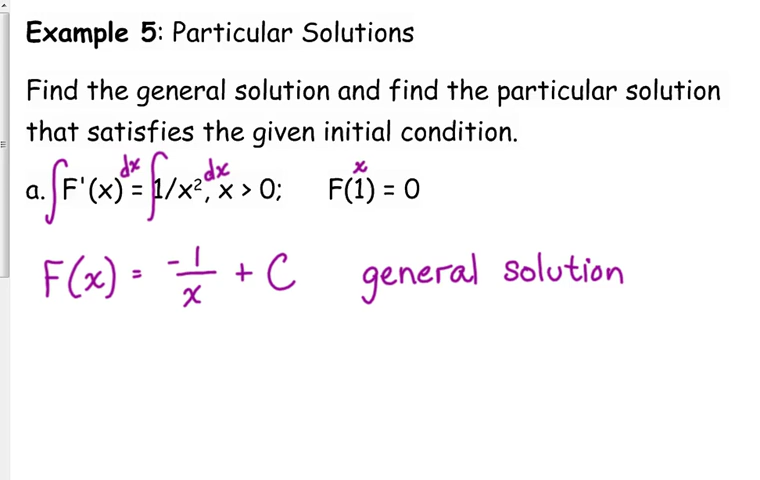 Example 5: Particular Solutions
Find the general solution and find the particular solution
that satisfies the given initial condition.
a. ∫F'(x) dx = ∫1/x² dx, x > 0; F(1) = 0
x
F(x) = -1/x + C general solution